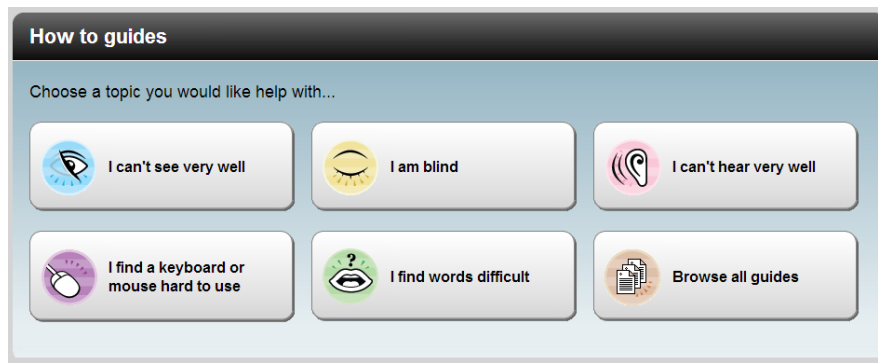 How to guides
Choose a topic you would like help with...
I can't see very well
I am blind
I can't hear very well
I find a keyboard or
mouse hard to use
?
I find words difficult
Browse all guides